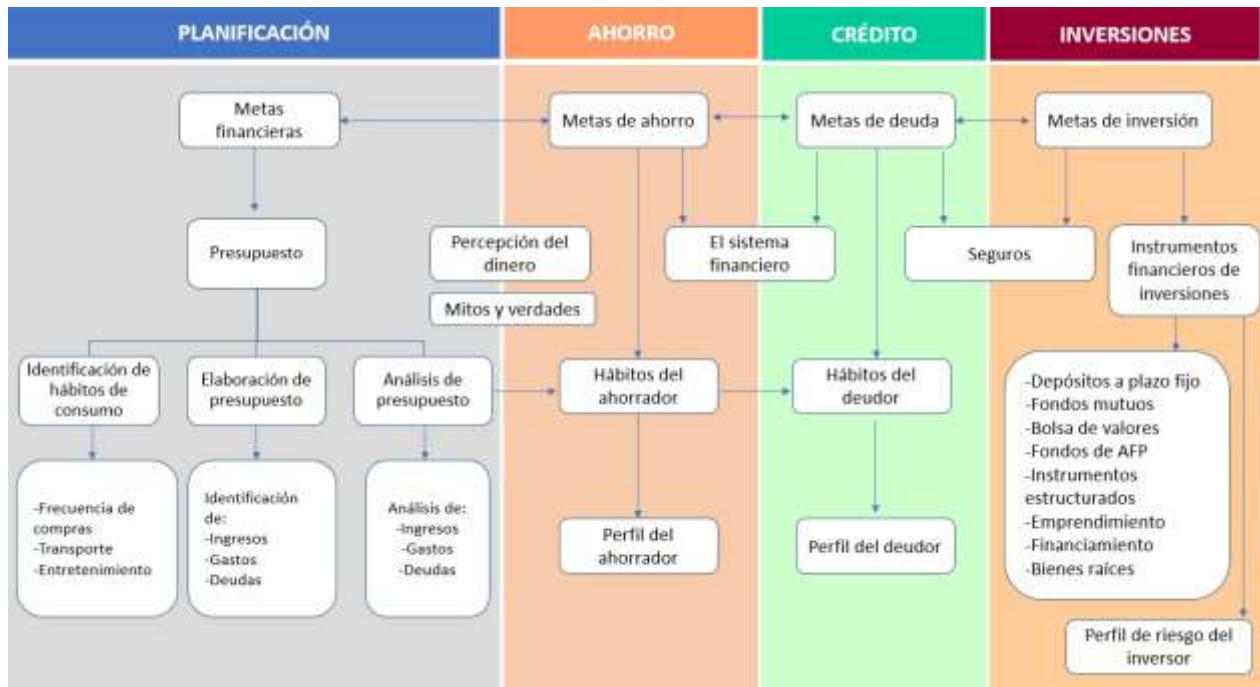 PLANIFICACIÓN
AHORRO
CRÉDITO
INVERSIONES
Metas
financieras
Metas de ahorro
Metas de deuda
Metas de inversión
Presupuesto
Percepción del
dinero
Mitos y verdades
El sistema
financiero
Seguros
Instrumentos
financieros de
inversiones
Identificación de
hábitos de
consumo
Elaboración de
presupuesto
Análisis de
presupuesto
Hábitos del
ahorrador
Hábitos del
deudor
-Depósitos a plazo fijo
-Fondos mutuos
-Bolsa de valores
-Fondos de AFP
-Instrumentos
estructurados
-Emprendimiento
-Financiamiento
-Bienes raíces
-Frecuencia de
compras
-Transporte
-Entretenimiento
Identificación
de:
-Ingresos
-Gastos
-Deudas
Análisis de:
-Ingresos
-Gastos
-Deudas
Perfil del
ahorrador
Perfil del deudor
Perfil de riesgo del
inversor